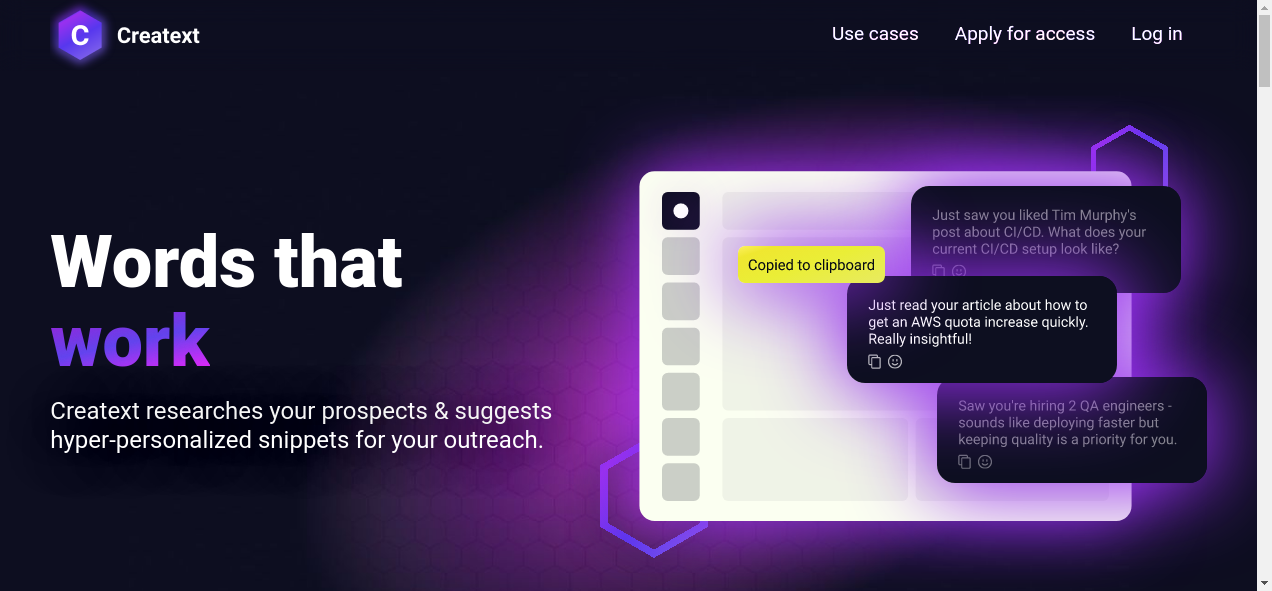 C
Creatext
Use cases
Apply for access
Log in
Words that
work
Creatext researches your prospects & suggests
hyper-personalized snippets for your outreach.
Just saw you liked Tim Murphy's
post about CI/CD. What does your
current CI/CD setup look like?
Copied to clipboard
Just read your article about how to
get an AWS quota increase quickly.
Really insightful!
Saw you're hiring 2 QA engineers -
sounds like deploying faster but
keeping quality is a priority for you.